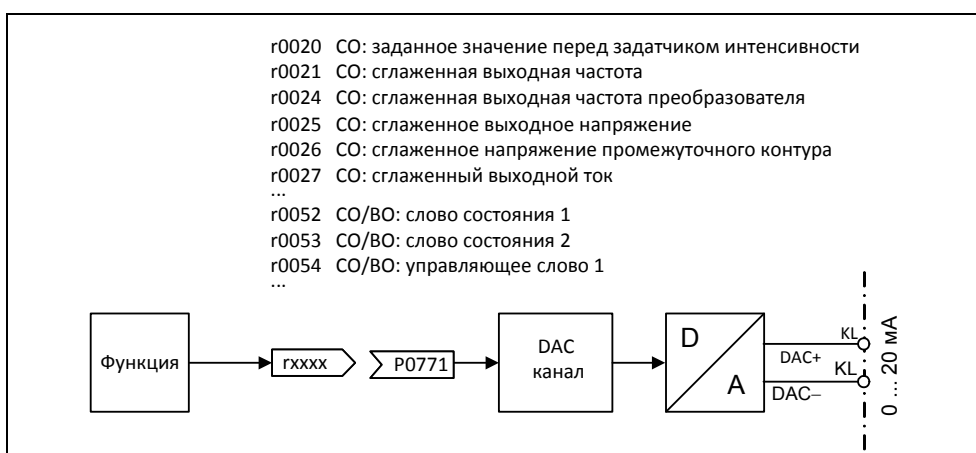 r0020 CO: заданное значение перед задатчиком интенсивности
r0021 CO: сглаженная выходная частота
r0024 CO: сглаженная выходная частота преобразователя
r0025 CO: сглаженное выходное напряжение
r0026 CO: сглаженное напряжение промежуточного контура
r0027 CO: сглаженный выходной ток
...
r0052 CO/BO: слово состояния 1
r0053 CO/BO: слово состояния 2
r0054 CO/BO: управляющее слово 1
...
Функция
rxxxx
P0771
DAC
канал
D
A
DAC+
KL
DAC–
KL
0 ... 20 мА